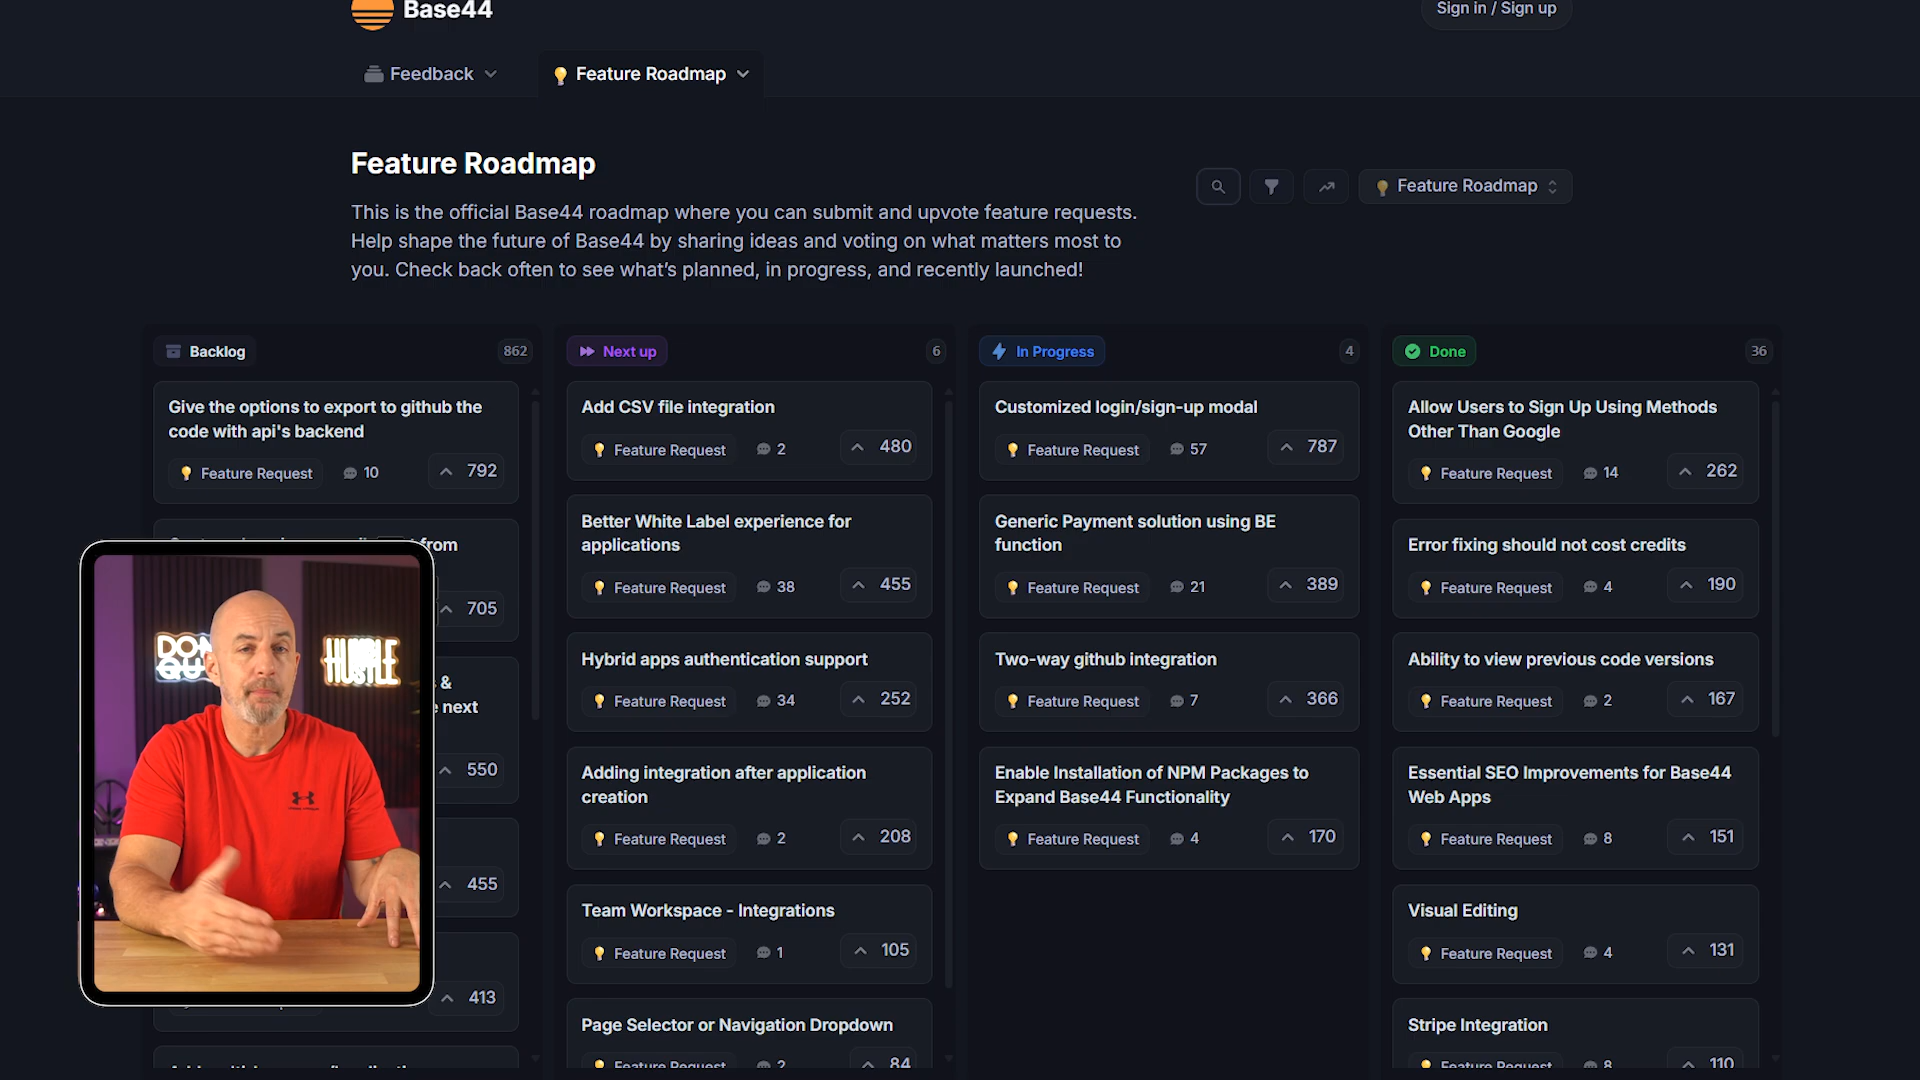 Base44
Sign in / Sign up
Feedback
Feature Roadmap
Feature Roadmap
This is the official Base44 roadmap where you can submit and upvote feature requests.
Help shape the future of Base44 by sharing ideas and voting on what matters most to
you. Check back often to see what's planned, in progress, and recently launched!
Feature Roadmap
Backlog
862
Give the options to export to github the
code with api's backend
Feature Request
10
792
from
705
&
next
550
455
413
Next up
6
Add CSV file integration
Feature Request
2
480
Better White Label experience for
applications
Feature Request
38
455
Hybrid apps authentication support
Feature Request
34
252
Adding integration after application
creation
Feature Request
2
208
Team Workspace - Integrations
Feature Request
1
105
Page Selector or Navigation Dropdown
Feature Request
2
84
In Progress
4
Customized login/sign-up modal
Feature Request
57
787
Generic Payment solution using BE
function
Feature Request
21
389
Two-way github integration
Feature Request
7
366
Enable Installation of NPM Packages to
Expand Base44 Functionality
Feature Request
4
170
Done
36
Allow Users to Sign Up Using Methods
Other Than Google
Feature Request
14
262
Error fixing should not cost credits
Feature Request
4
190
Ability to view previous code versions
Feature Request
2
167
Essential SEO Improvements for Base44
Web Apps
Feature Request
8
151
Visual Editing
Feature Request
4
131
Stripe Integration
Feature Request
8
110
DON
QU
HUSTLE